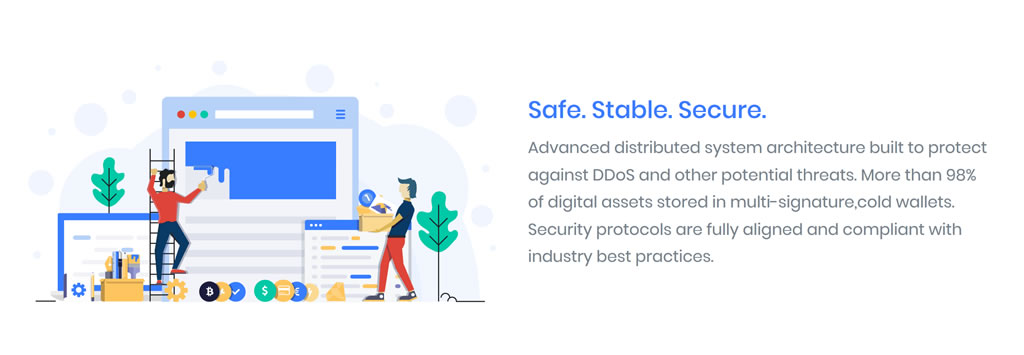 Safe. Stable. Secure.
Advanced distributed system architecture built to protect
against DDoS and other potential threats. More than 98%
of digital assets stored in multi-signature,cold wallets.
Security protocols are fully aligned and compliant with
industry best practices.